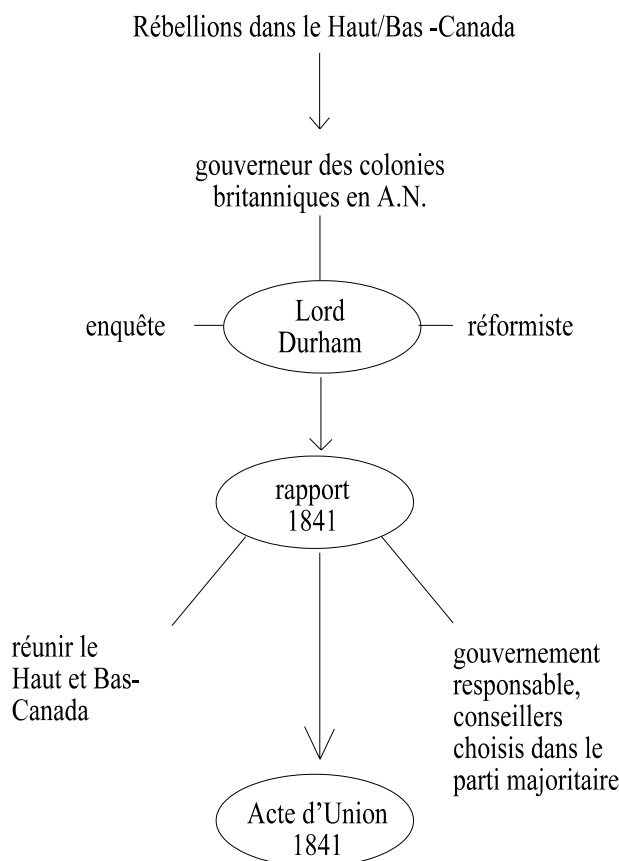 Rébellions dans le Haut/Bas -Canada
gouverneur des colonies
britanniques en A.N.
enquête
Lord
Durham
réformiste
rapport
1841
réunir le
Haut et Bas-
Canada
gouvernement
responsable,
conseillers
choisis dans le
parti majoritaire
Acte d'Union
1841